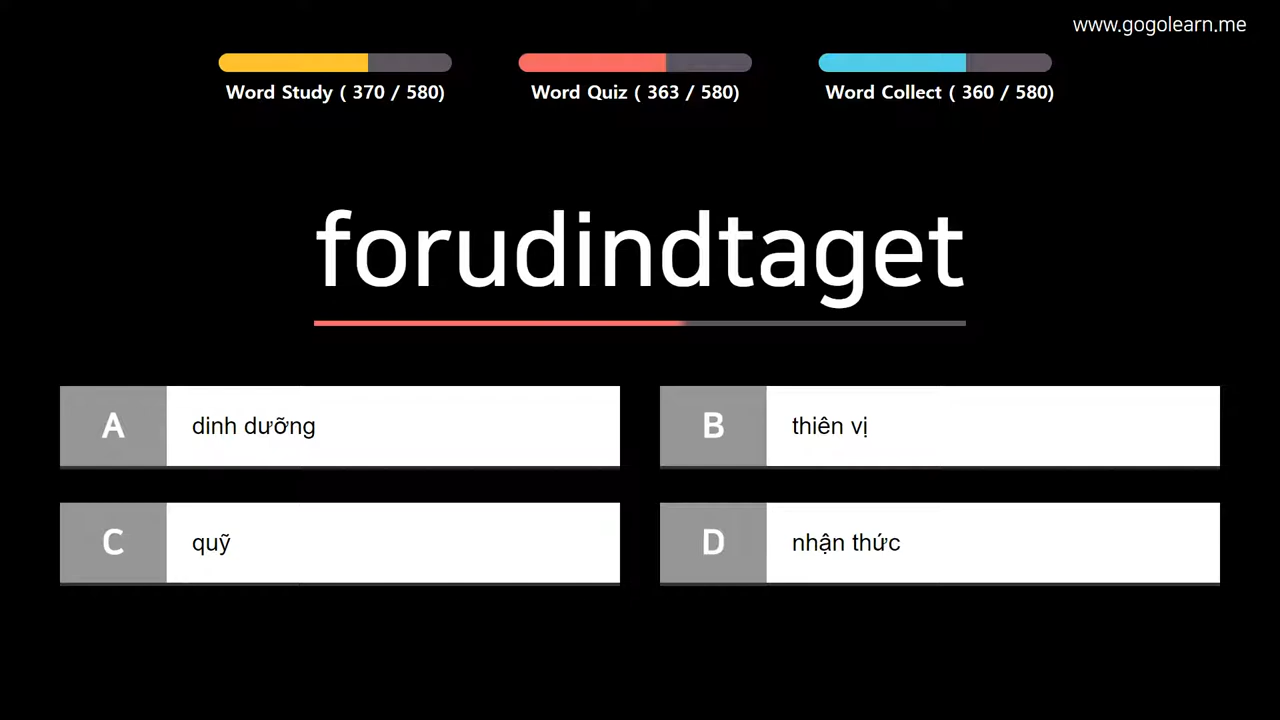 www.gogolearn.me
Word Study ( 370 / 580)
Word Quiz ( 363 / 580)
Word Collect ( 360 / 580)
forudindtaget
A dinh dưỡng
B thiên vị
C quỹ
D nhận thức